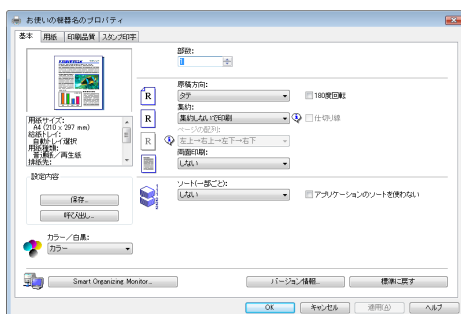 お使いの機器名のプロパティ
基本 用紙 印刷品質 スタンプ印字
部数:
1
原稿方向:
タテ
180度回転
集約:
集約しないで印刷
仕切り線
ページの配列:
左上→右上→左下→右下
両面印刷:
しない
用紙サイズ:
A4 (210 x 297 mm)
給紙トレイ:
自動トレイ選択
用紙種類:
普通紙/再生紙
排紙先:
設定内容
保存...
呼び出し...
ソート(一部ごと):
しない
アプリケーションのソートを使わない
カラー/白黒:
カラー
Smart Organizing Monitor...
バージョン情報...
標準に戻す
OK
キャンセル
適用(A)
ヘルプ